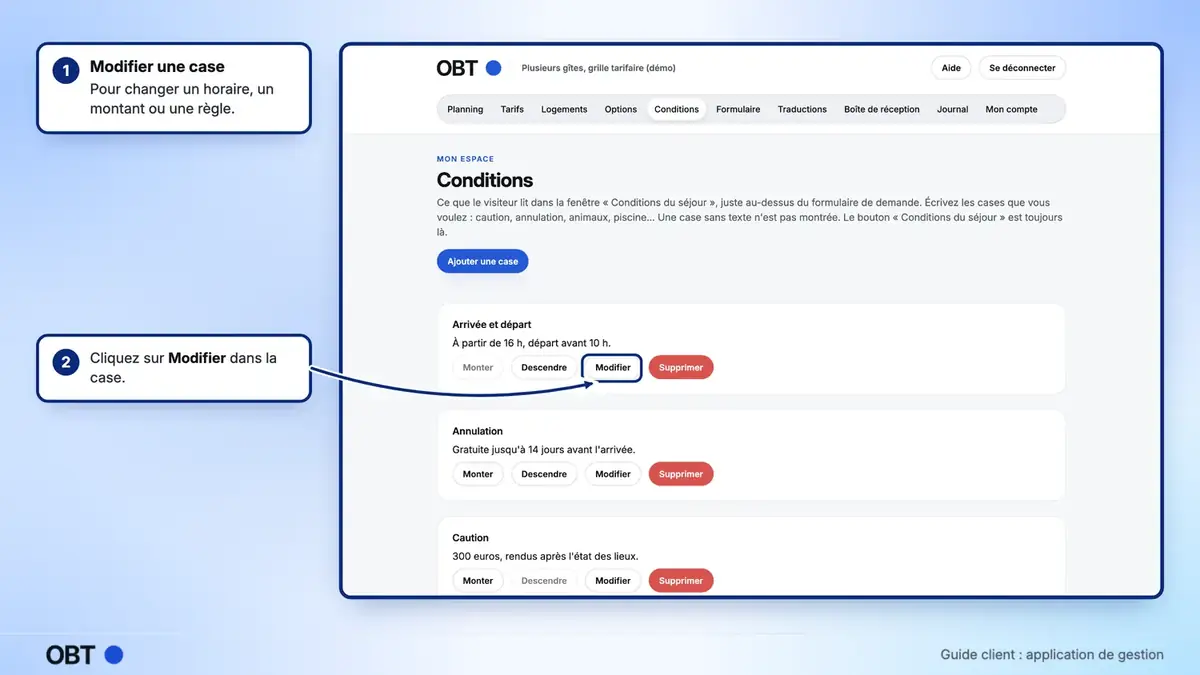 1
Modifier une case
Pour changer un horaire, un
montant ou une règle.
2
Cliquez sur Modifier dans la
case.
OBT
Plusieurs gîtes, grille tarifaire (démo)
Aide
Se déconnecter
Planning Tarifs Logements Options Conditions Formulaire Traductions Boîte de réception Journal Mon compte
MON ESPACE
Conditions
Ce que le visiteur lit dans la fenêtre « Conditions du séjour », juste au-dessus du formulaire de demande. Écrivez les cases que vous
voulez : caution, annulation, animaux, piscine... Une case sans texte n'est pas montrée. Le bouton « Conditions du séjour » est toujours
là.
Ajouter une case
Arrivée et départ
À partir de 16 h, départ avant 10 h.
Monter Descendre Modifier Supprimer
Annulation
Gratuite jusqu'à 14 jours avant l'arrivée.
Monter Descendre Modifier Supprimer
Caution
300 euros, rendus après l'état des lieux.
Monter Descendre Modifier Supprimer
OBT
Guide client : application de gestion